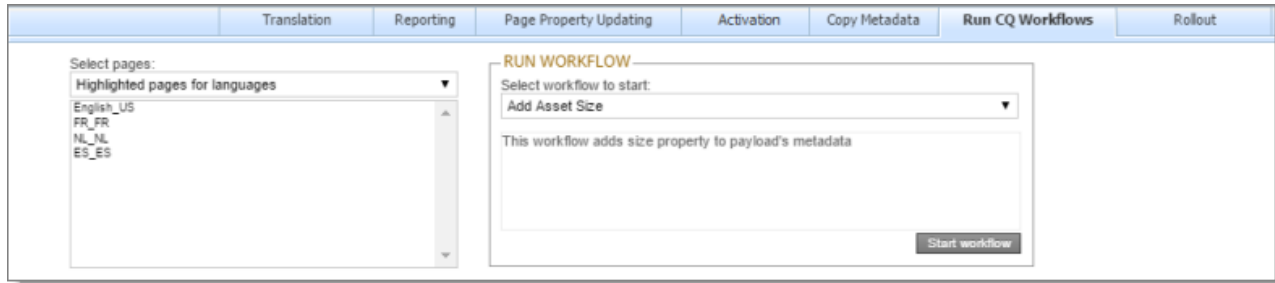 Translation Reporting Page Property Updating Activation Copy Metadata Run CQ Workflows Rollout
Select pages:
Highlighted pages for languages
English_US
FR_FR
NL_NL
ES_ES
RUN WORKFLOW
Select workflow to start:
Add Asset Size
This workflow adds size property to payload's metadata
Start workflow